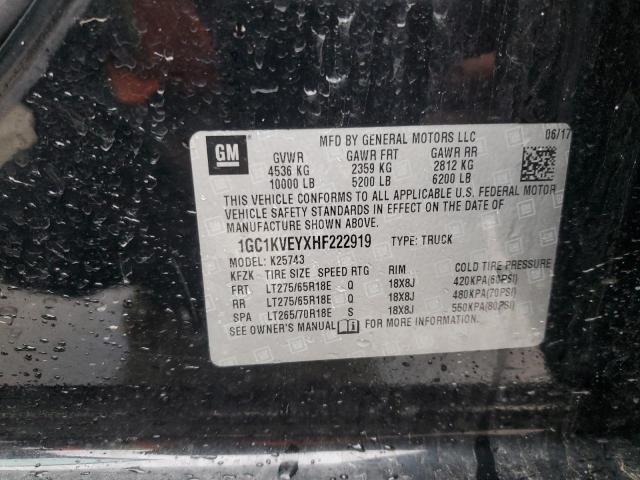 GM
MFD BY GENERAL MOTORS LLC 06/17
GVWR GAWR FRT GAWR RR
4536 KG 2359 KG 2812 KG
10000 LB 5200 LB 6200 LB
THIS VEHICLE CONFORMS TO ALL APPLICABLE U.S. FEDERAL MOTOR
VEHICLE SAFETY STANDARDS IN EFFECT ON THE DATE OF
MANUFACTURE SHOWN ABOVE.
1GC1KVEYXHF222919 TYPE: TRUCK
MODEL: K25743
KFZK TIRE SIZE SPEED RTG RIM COLD TIRE PRESSURE
FRT LT275/65R18E Q 18X8J 420KPA(60PSI)
RR LT275/65R18E Q 18X8J 480KPA(70PSI)
SPA LT265/70R18E S 18X8J 550KPA(80PSI)
SEE OWNER'S MANUAL FOR MORE INFORMATION.